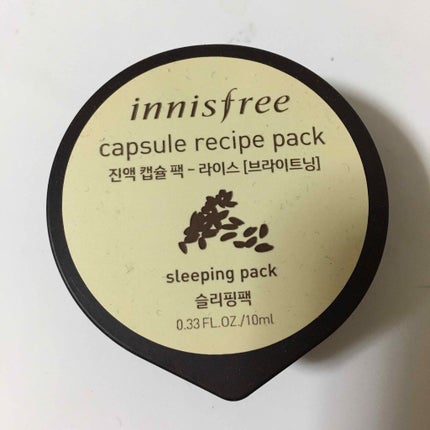 innisfree
capsule recipe pack
진액 캡슐 팩 - 라이스 [브라이트닝]
sleeping pack
슬리핑팩
0.33 FL.OZ./10ml